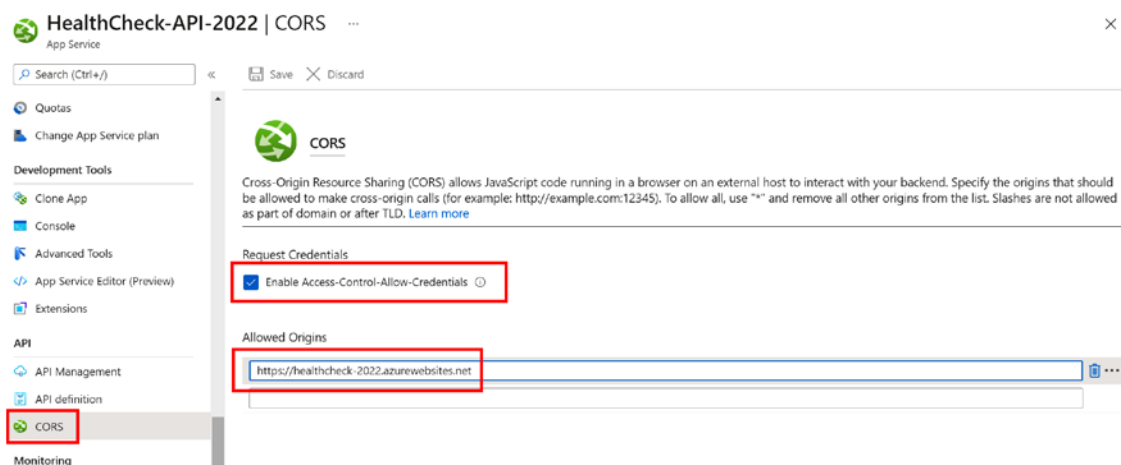 HealthCheck-API-2022 | CORS ...
App Service
Search (Ctrl+/)
«
Save
Discard
Quotas
Change App Service plan
Development Tools
Clone App
Console
Advanced Tools
App Service Editor (Preview)
Extensions
API
API Management
API definition
CORS
Monitoring
CORS
Cross-Origin Resource Sharing (CORS) allows JavaScript code running in a browser on an external host to interact with your backend. Specify the origins that should
be allowed to make cross-origin calls (for example: http://example.com:12345). To allow all, use "*" and remove all other origins from the list. Slashes are not allowed
as part of domain or after TLD. Learn more
Request Credentials
Enable Access-Control-Allow-Credentials
Allowed Origins
https://healthcheck-2022.azurewebsites.net